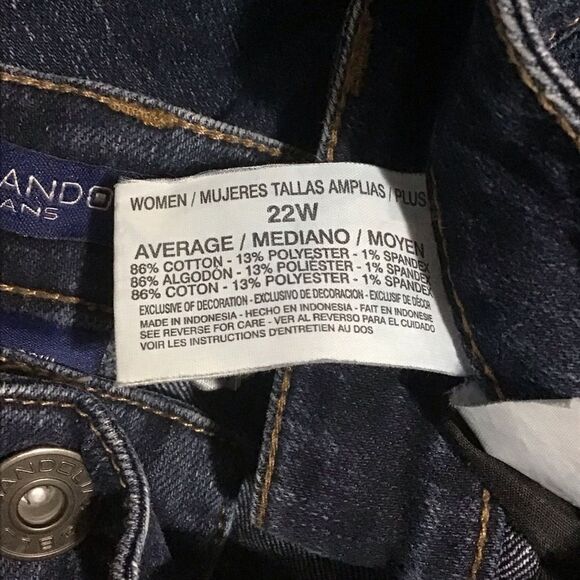 ANDO
ANS
WOMEN / MUJERES TALLAS AMPLIAS / PLUS
22W
AVERAGE / MEDIANO / MOYEN
86% COTTON - 13% POLYESTER - 1% SPANDEX
86% ALGODÓN - 13% POLIÉSTER - 1% SPANDEX
86% COTON - 13% POLYESTER - 1% SPANDEX
EXCLUSIVE OF DECORATION - EXCLUSIVO DE DECORACION - EXCLUSIF DE DÉCOR
MADE IN INDONESIA - HECHO EN INDONESIA - FAIT EN INDONESIE
SEE REVERSE FOR CARE - VER AL REVERSO PARA EL CUIDADO
VOIR LES INSTRUCTIONS D'ENTRETIEN AU DOS
ANDOLI